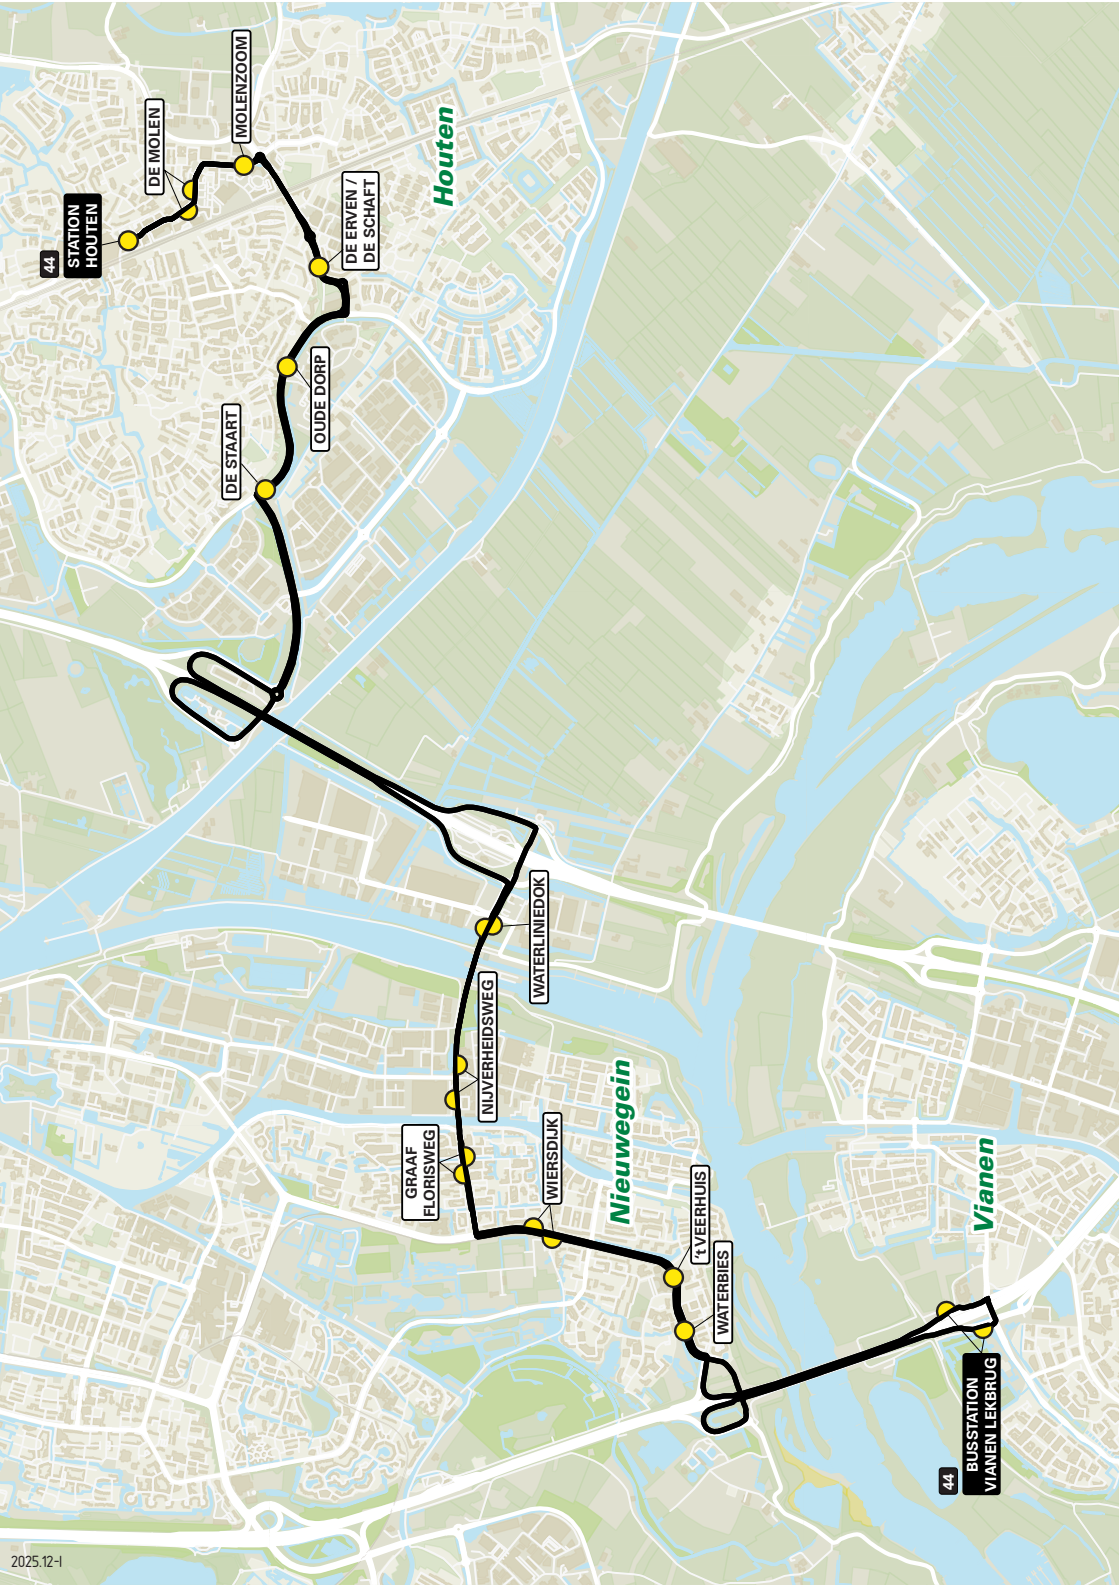 44
STATION
HOUTEN
DE MOLEN
MOLENZOOM
Houten
DE ERVEN /
DE SCHAFT
OUDE DORP
DE STAART
WATERLINIEDOK
NIJVERHEIDSWEG
GRAAF
FLORISWEG
WIERSDIJK
Nieuwegein
't VEERHUIS
WATERBIES
Vianen
44
BUSSTATION
VIANEN LEKBRUG
2025.12-I